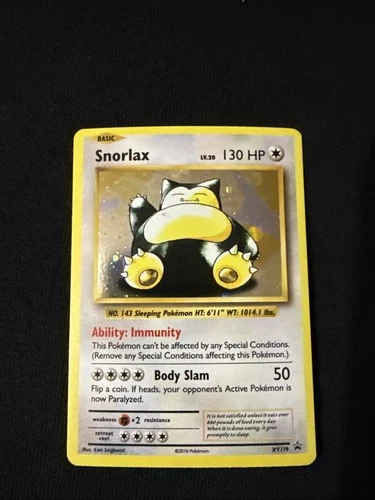 BASIC
Snorlax LV.20 130 HP
NO. 143 Sleeping Pokémon HT: 6'11" WT: 1014.1 lbs.
Ability: Immunity
This Pokémon can't be affected by any Special Conditions.
(Remove any Special Conditions affecting this Pokémon.)
Body Slam 50
Flip a coin. If heads, your opponent's Active Pokémon is
now Paralyzed.
weakness ×2 resistance
retreat
cost
It is not satisfied unless it eats over
880 pounds of food every day.
When it is done eating, it goes
promptly to sleep.
Illus. Ken Sugimori
©2016 Pokémon
XY179